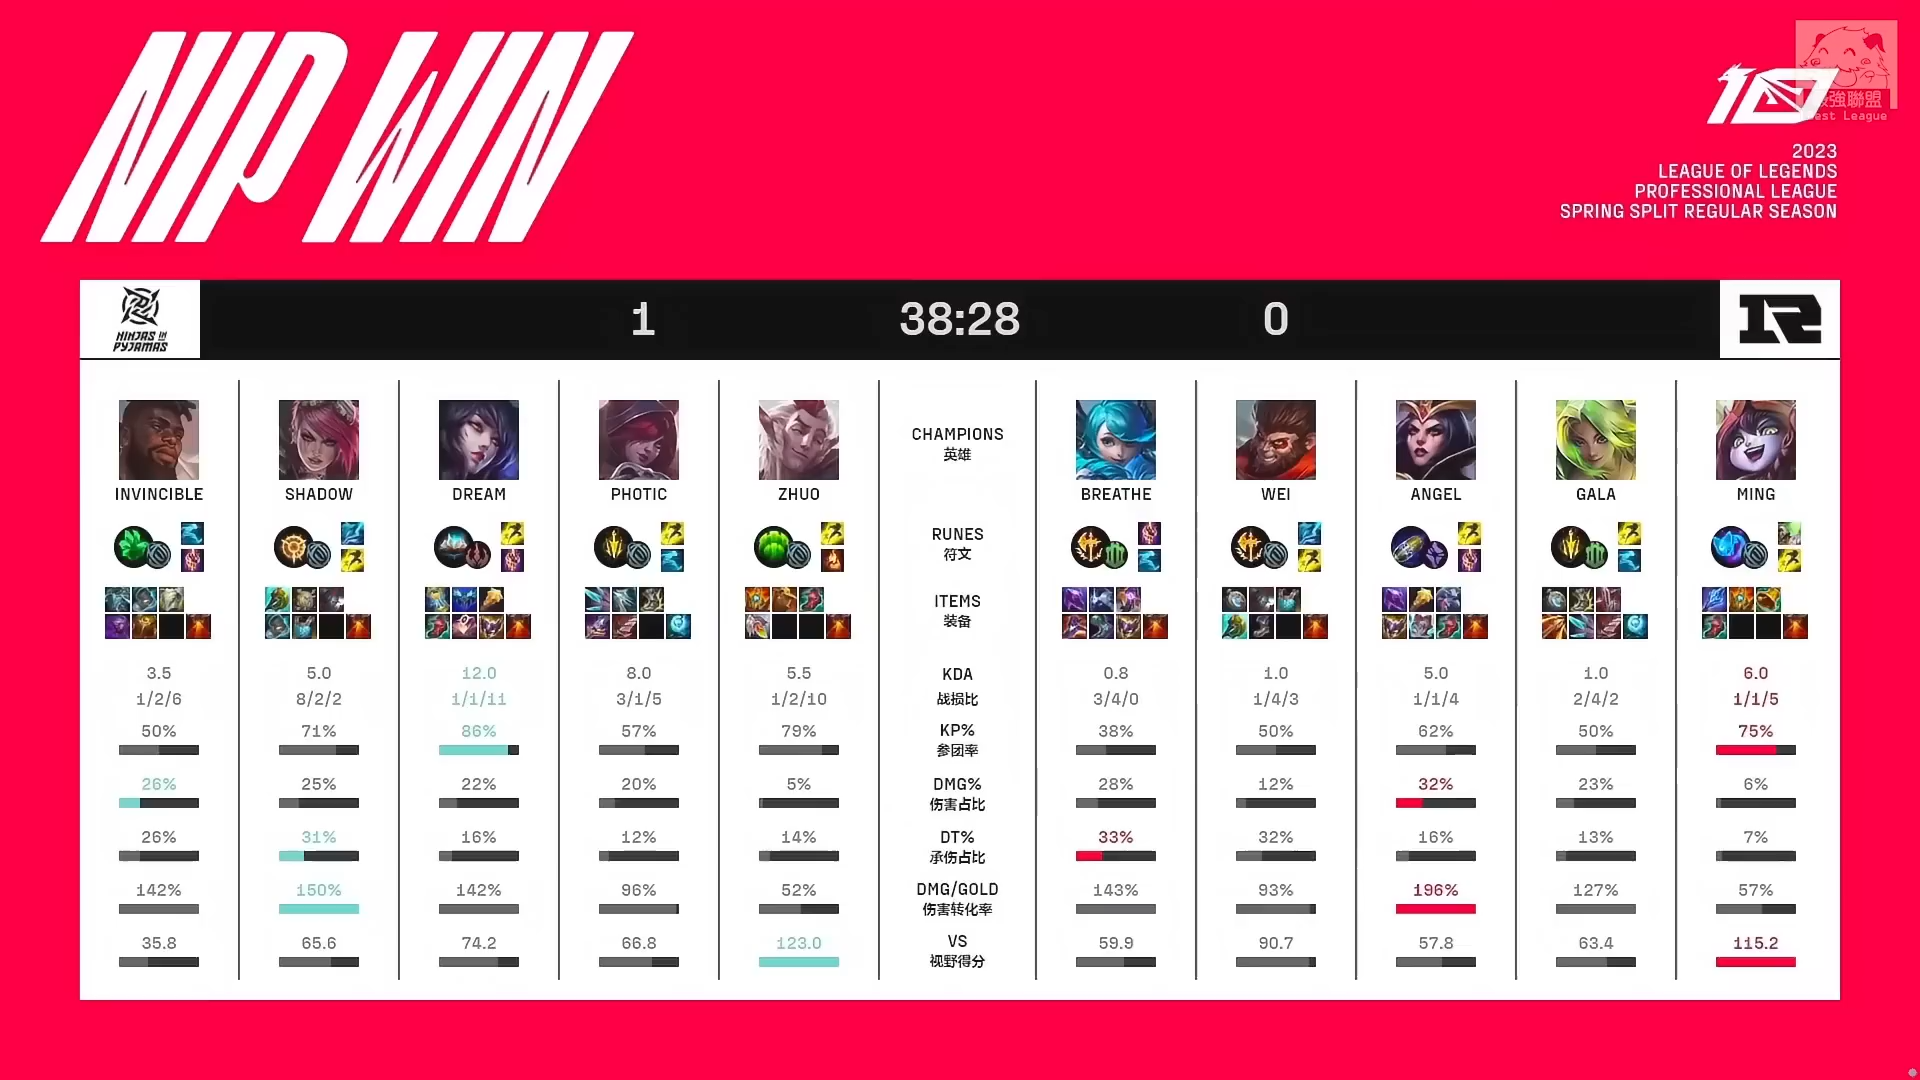 NIP WIN
最強聯盟
Best League
2023
LEAGUE OF LEGENDS
PROFESSIONAL LEAGUE
SPRING SPLIT REGULAR SEASON
NINJAS IN
PYJAMAS
1 38:28 0
CHAMPIONS
英雄
INVINCIBLE SHADOW DREAM PHOTIC ZHUO BREATHE WEI ANGEL GALA MING
RUNES
符文
ITEMS
装备
3.5 5.0 12.0 8.0 5.5 KDA 0.8 1.0 5.0 1.0 6.0
1/2/6 8/2/2 1/1/11 3/1/5 1/2/10 战损比 3/4/0 1/4/3 1/1/4 2/4/2 1/1/5
50% 71% 86% 57% 79% KP% 38% 50% 62% 50% 75%
参团率
26% 25% 22% 20% 5% DMG% 28% 12% 32% 23% 6%
伤害占比
26% 31% 16% 12% 14% DT% 33% 32% 16% 13% 7%
承伤占比
142% 150% 142% 96% 52% DMG/GOLD 143% 93% 196% 127% 57%
伤害转化率
35.8 65.6 74.2 66.8 123.0 VS 59.9 90.7 57.8 63.4 115.2
视野得分